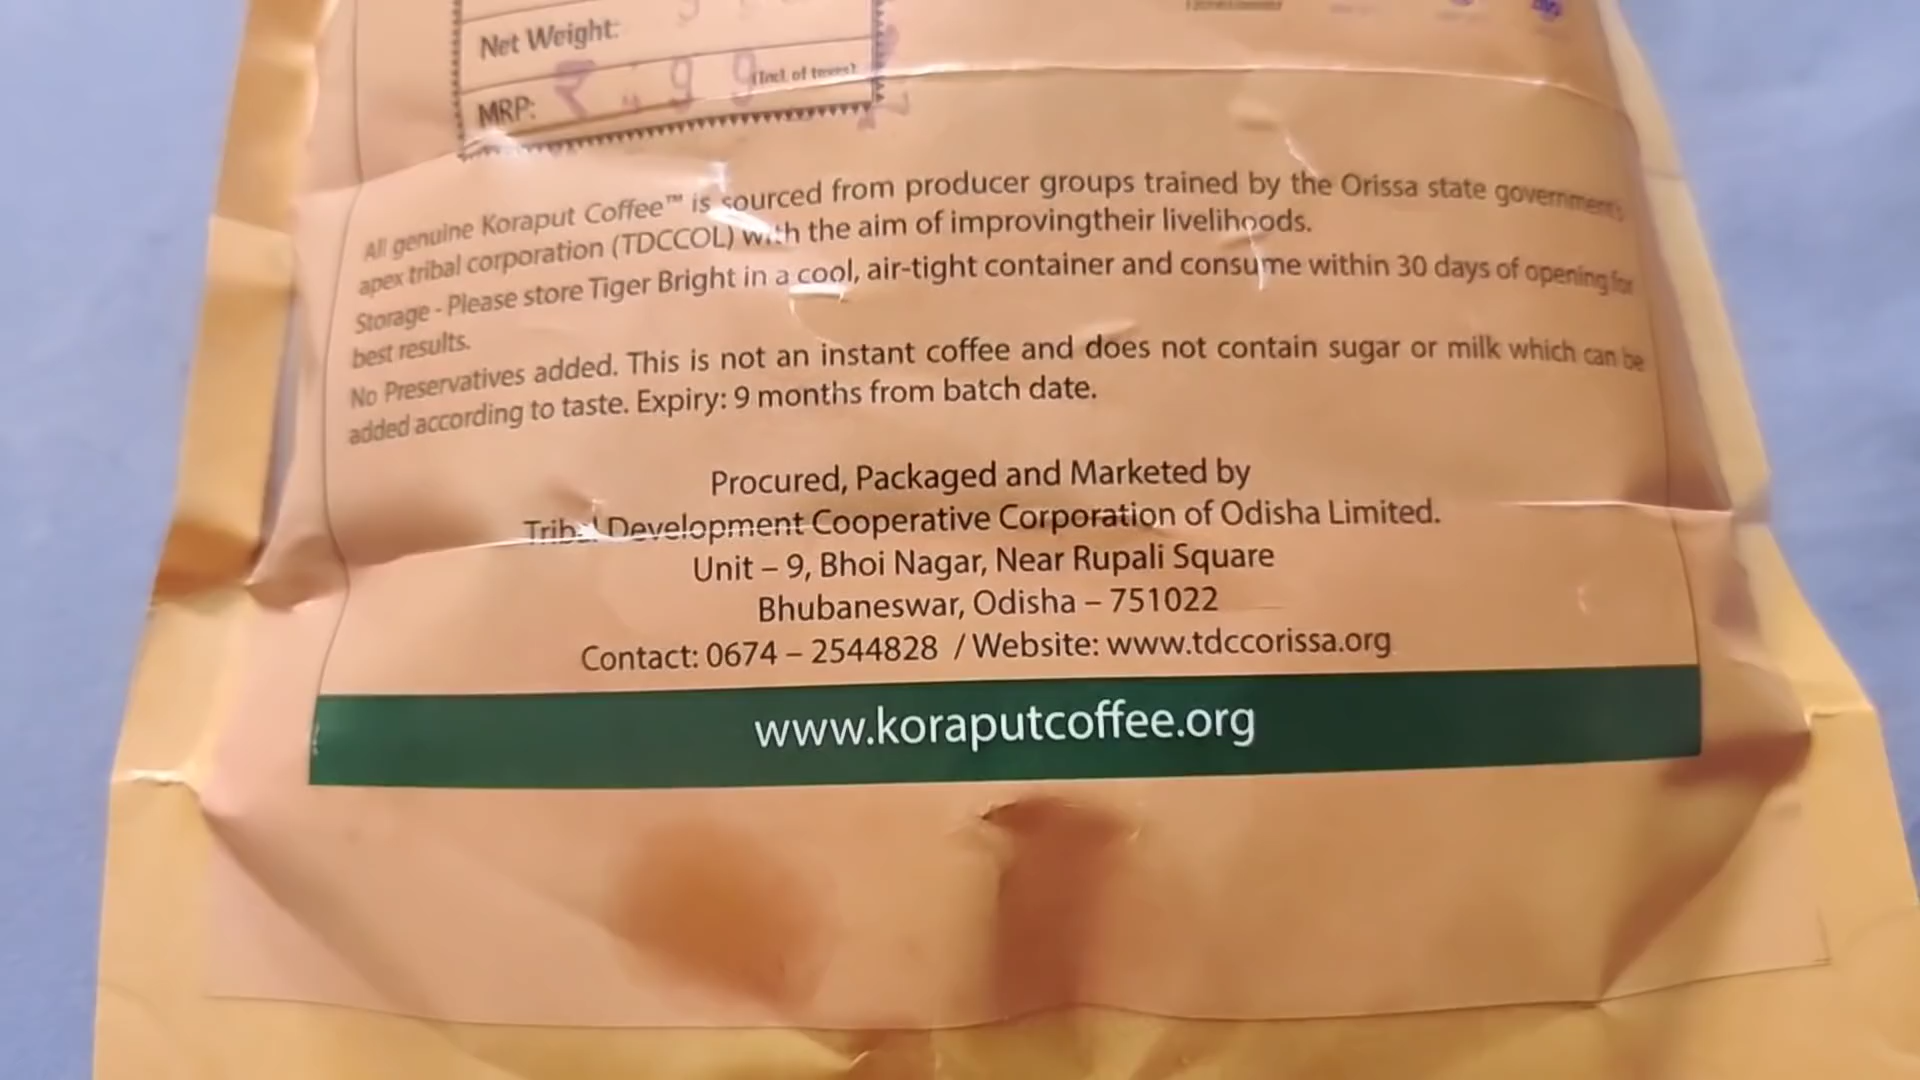 Net Weight:
MRP: ₹ 99 (Incl. of taxes)
All genuine Koraput Coffee™ is sourced from producer groups trained by the Orissa state government's
apex tribal corporation (TDCCOL) with the aim of improvingtheir livelihoods.
Storage - Please store Tiger Bright in a cool, air-tight container and consume within 30 days of opening for
best results.
No Preservatives added. This is not an instant coffee and does not contain sugar or milk which can be
added according to taste. Expiry: 9 months from batch date.
Procured, Packaged and Marketed by
Tribal Development Cooperative Corporation of Odisha Limited.
Unit – 9, Bhoi Nagar, Near Rupali Square
Bhubaneswar, Odisha – 751022
Contact: 0674 – 2544828 / Website: www.tdccorissa.org
www.koraputcoffee.org